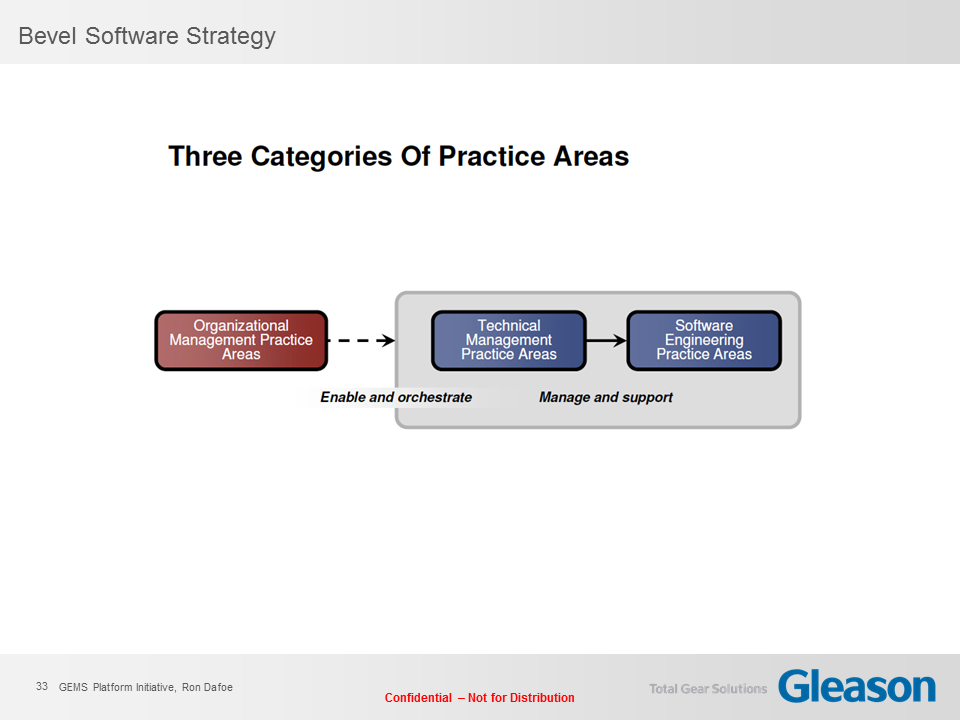 Bevel Software Strategy
Three Categories Of Practice Areas
Organizational
Management Practice
Areas
Technical
Management
Practice Areas
Software
Engineering
Practice Areas
Enable and orchestrate
Manage and support
33 GEMS Platform Initiative, Ron Dafoe
Confidential – Not for Distribution
Total Gear Solutions
Gleason